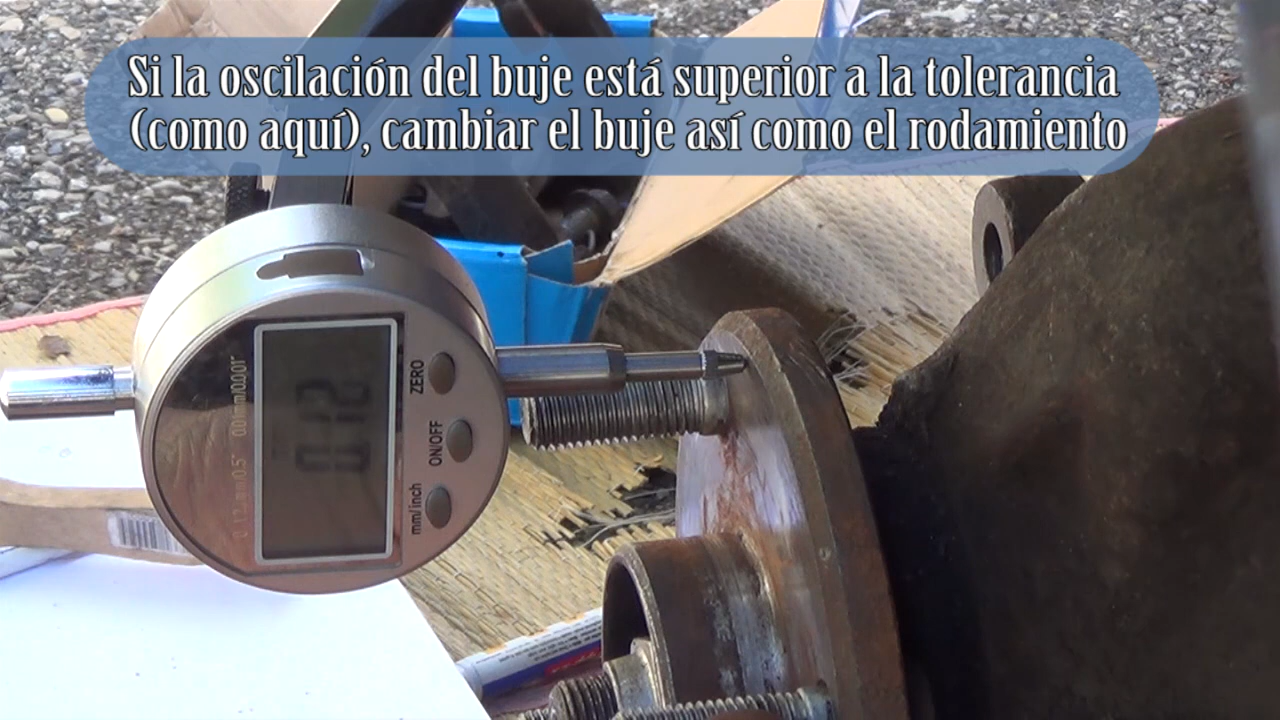 Si la oscilación del buje está superior a la tolerancia
(como aquí), cambiar el buje así como el rodamiento
ZERO
ON/OFF
mm/inch
0.12